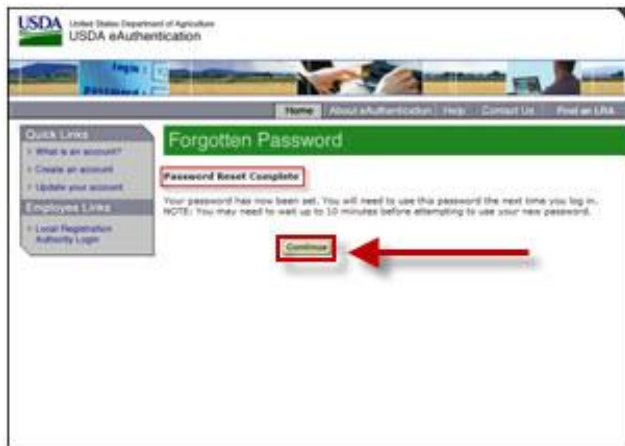 USDA United States Department of Agriculture
USDA eAuthentication
Login :
Password :
Home About eAuthentication Help Contact Us Find an LRA
Quick Links
What is an account?
Create an account
Update your account
Employee Links
Local Registration
Authority Login
Forgotten Password
Password Reset Complete
Your password has now been set. You will need to use this password the next time you log in.
NOTE: You may need to wait up to 10 minutes before attempting to use your new password.
Continue